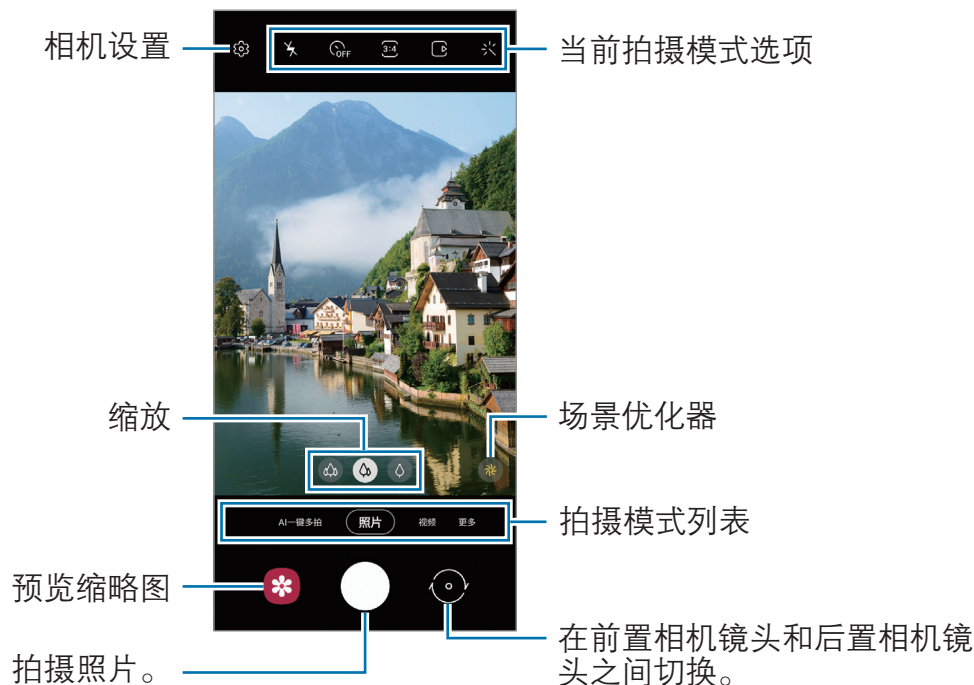 相机设置
OFF
3:4
当前拍摄模式选项
缩放
场景优化器
AI一键多拍
照片
视频
更多
拍摄模式列表
预览缩略图
拍摄照片。
在前置相机镜头和后置相机镜
头之间切换。